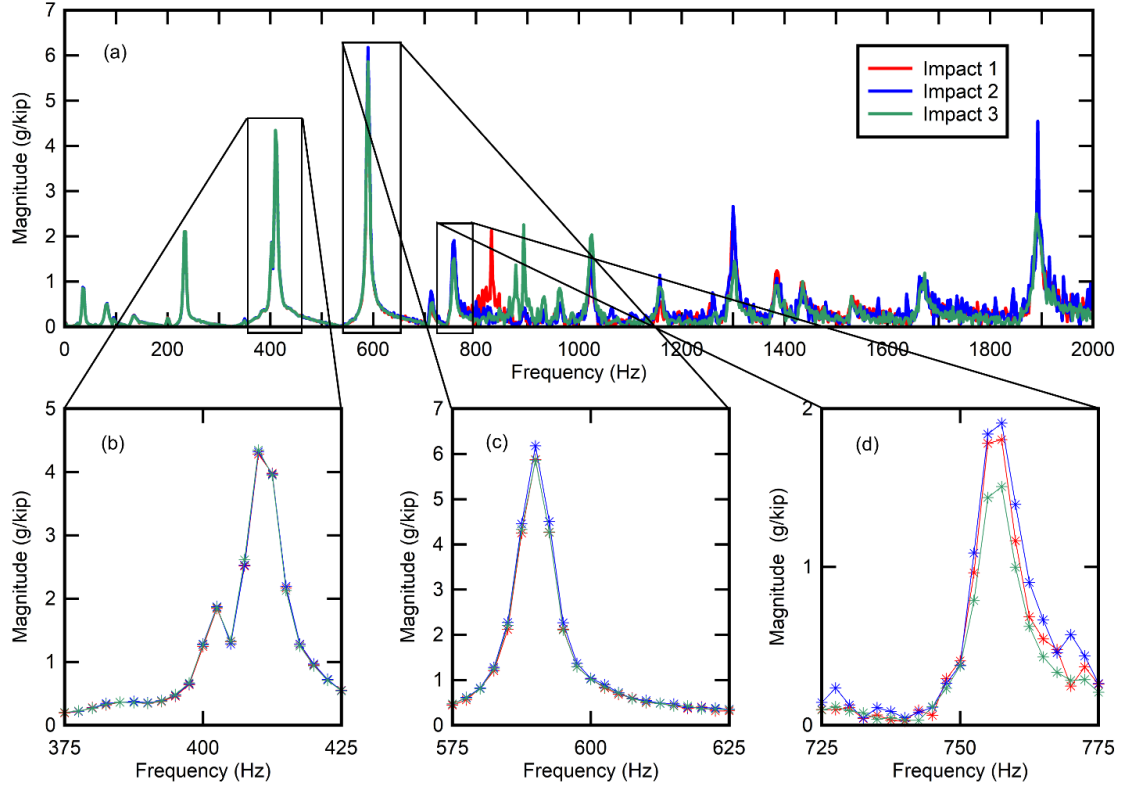 7
6
5
4
3
2
1
0
Magnitude (g/kip)
(a)
Impact 1
Impact 2
Impact 3
0 200 400 600 800 1000 1200 1400 1600 1800 2000
Frequency (Hz)
5
4
3
2
1
0
Magnitude (g/kip)
(b)
375 400 425
Frequency (Hz)
7
6
5
4
3
2
1
0
Magnitude (g/kip)
(c)
575 600 625
Frequency (Hz)
2
1
0
Magnitude (g/kip)
(d)
725 750 775
Frequency (Hz)